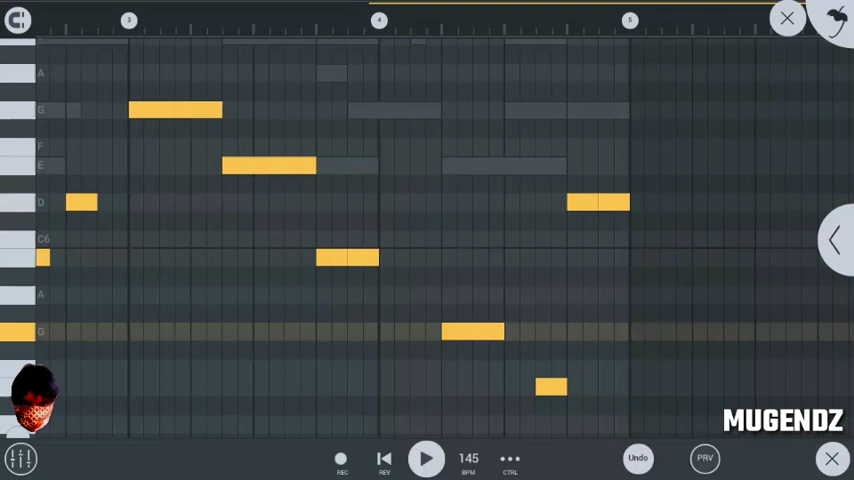 3 4 5
A
G
F
E
D
C6
A
G
MUGENDZ
145
Undo PRV
REC REV BPM CTRL